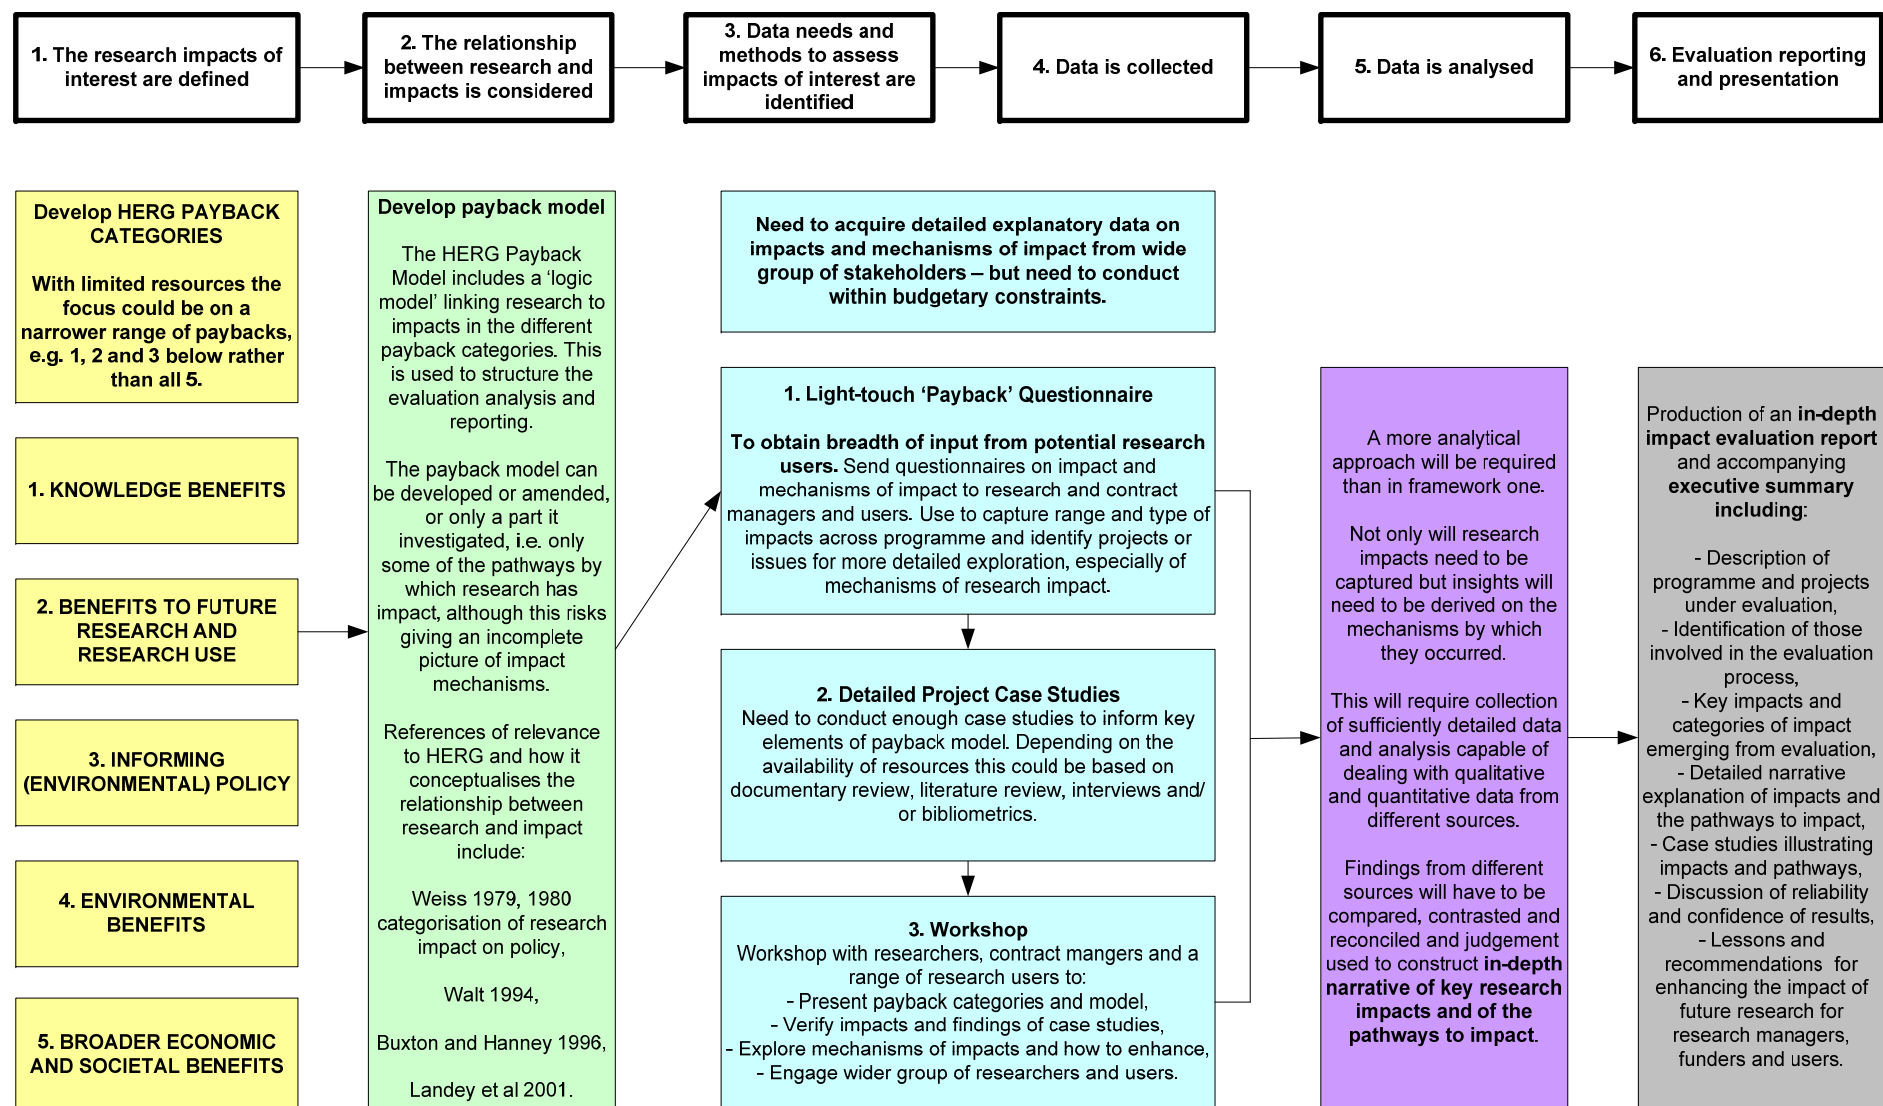 1. The research impacts of
interest are defined
2. The relationship
between research and
impacts is considered
3. Data needs and
methods to assess
impacts of interest are
identified
4. Data is collected
5. Data is analysed
6. Evaluation reporting
and presentation
Develop HERG PAYBACK
CATEGORIES
With limited resources the
focus could be on a
narrower range of paybacks,
e.g. 1, 2 and 3 below rather
than all 5.
1. KNOWLEDGE BENEFITS
2. BENEFITS TO FUTURE
RESEARCH AND
RESEARCH USE
3. INFORMING
(ENVIRONMENTAL) POLICY
4. ENVIRONMENTAL
BENEFITS
5. BROADER ECONOMIC
AND SOCIETAL BENEFITS
Develop payback model
The HERG Payback
Model includes a ‘logic
model’ linking research to
impacts in the different
payback categories. This
is used to structure the
evaluation analysis and
reporting.
The payback model can
be developed or amended,
or only a part it
investigated, i.e. only
some of the pathways by
which research has
impact, although this risks
giving an incomplete
picture of impact
mechanisms.
References of relevance
to HERG and how it
conceptualises the
relationship between
research and impact
include:
Weiss 1979, 1980
categorisation of research
impact on policy,
Walt 1994,
Buxton and Hanney 1996,
Landey et al 2001.
Need to acquire detailed explanatory data on
impacts and mechanisms of impact from wide
group of stakeholders – but need to conduct
within budgetary constraints.
1. Light-touch ‘Payback’ Questionnaire
To obtain breadth of input from potential research
users. Send questionnaires on impact and
mechanisms of impact to research and contract
managers and users. Use to capture range and type of
impacts across programme and identify projects or
issues for more detailed exploration, especially of
mechanisms of research impact.
2. Detailed Project Case Studies
Need to conduct enough case studies to inform key
elements of payback model. Depending on the
availability of resources this could be based on
documentary review, literature review, interviews and/
or bibliometrics.
3. Workshop
Workshop with researchers, contract mangers and a
range of research users to:
- Present payback categories and model,
- Verify impacts and findings of case studies,
- Explore mechanisms of impacts and how to enhance,
- Engage wider group of researchers and users.
A more analytical
approach will be required
than in framework one.
Not only will research
impacts need to be
captured but insights will
need to be derived on the
mechanisms by which
they occurred.
This will require collection
of sufficiently detailed data
and analysis capable of
dealing with qualitative
and quantitative data from
different sources.
Findings from different
sources will have to be
compared, contrasted and
reconciled and judgement
used to construct in-depth
narrative of key research
impacts and of the
pathways to impact.
Production of an in-depth
impact evaluation report
and accompanying
executive summary
including:
- Description of
programme and projects
under evaluation,
- Identification of those
involved in the evaluation
process,
- Key impacts and
categories of impact
emerging from evaluation,
- Detailed narrative
explanation of impacts and
the pathways to impact,
- Case studies illustrating
impacts and pathways,
- Discussion of reliability
and confidence of results,
- Lessons and
recommendations for
enhancing the impact of
future research for
research managers,
funders and users.